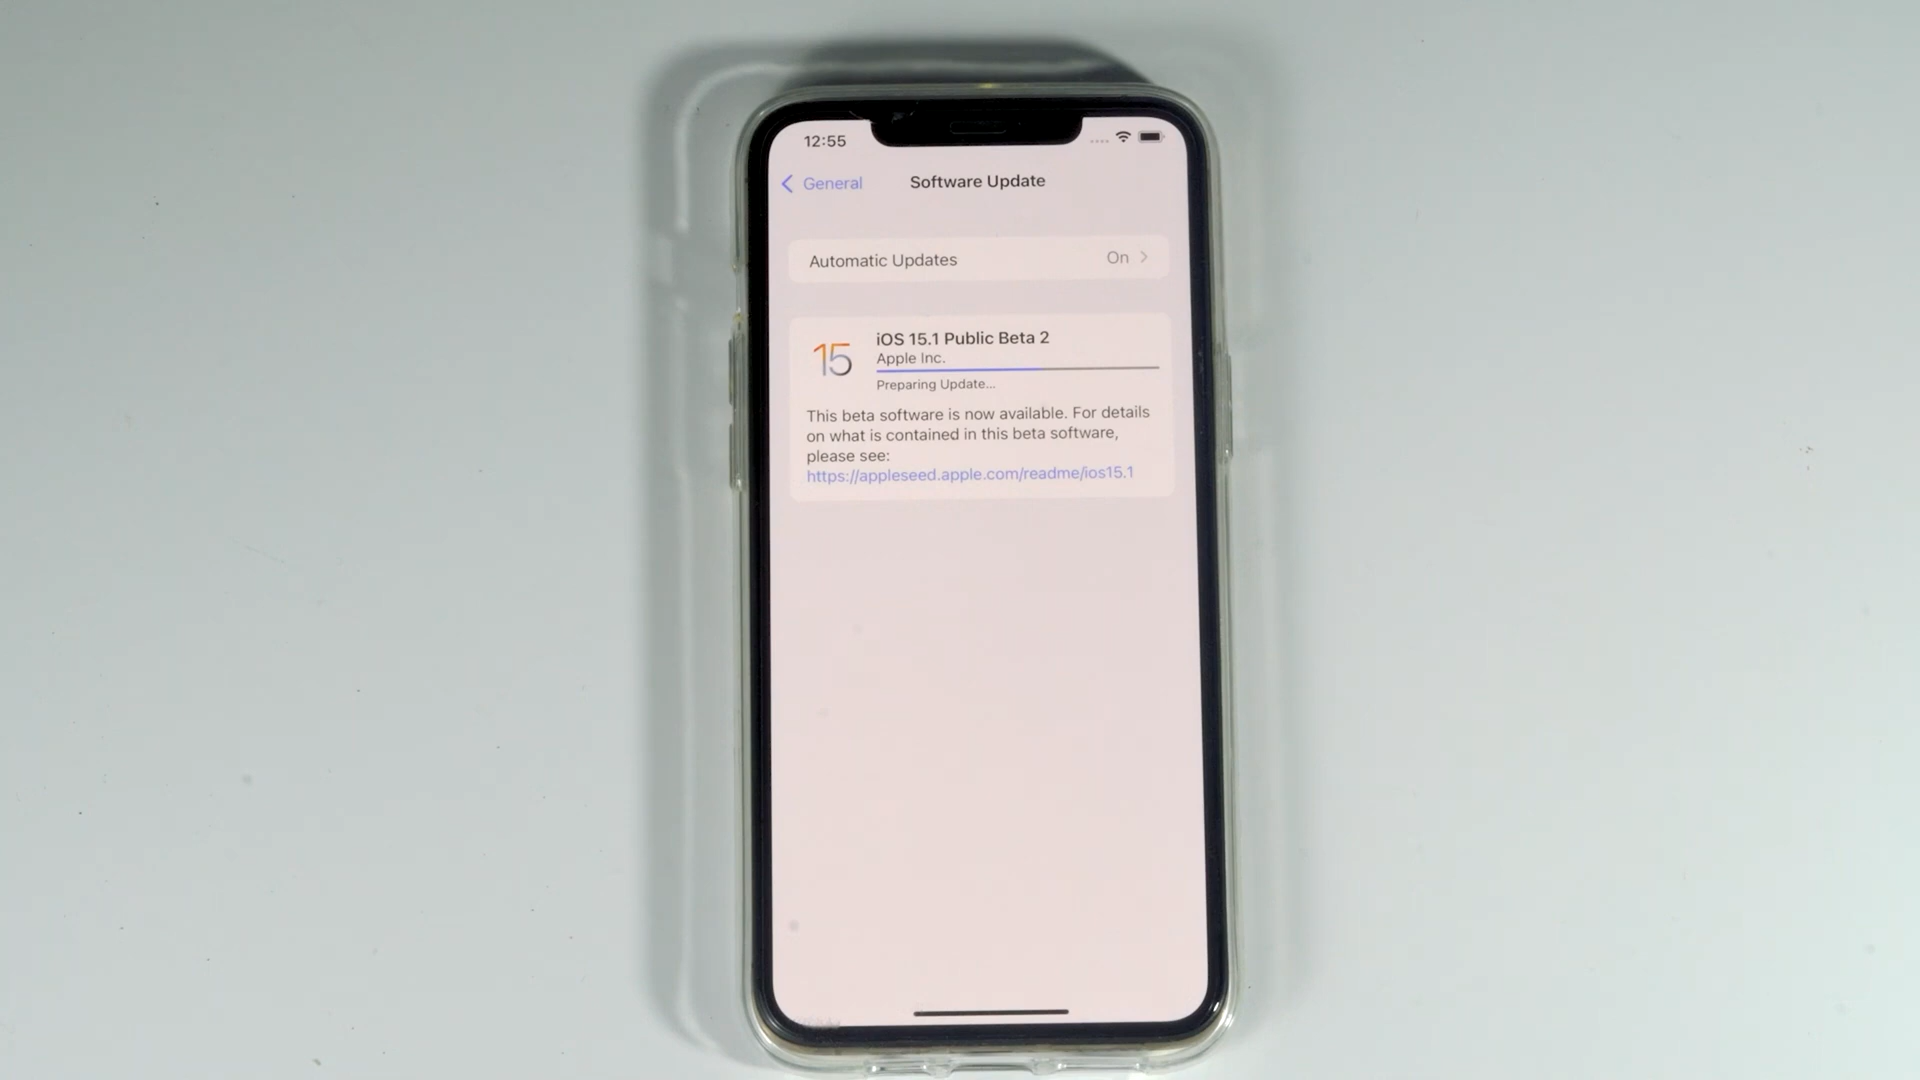 12:55
General
Software Update
Automatic Updates
On
15
iOS 15.1 Public Beta 2
Apple Inc.
Preparing Update...
This beta software is now available. For details
on what is contained in this beta software,
please see:
https://appleseed.apple.com/readme/ios15.1